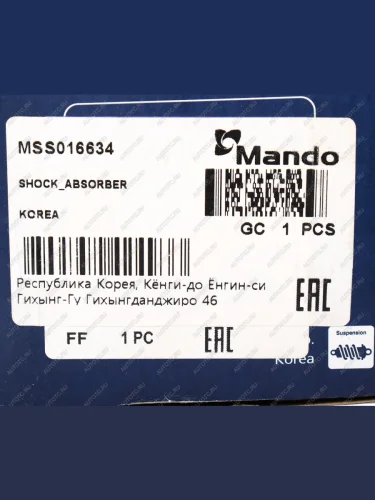 MSS016634
Mando
SHOCK_ABSORBER
KOREA
GC 1 PCS
Республика Корея, Кёнги-до Ёнгин-си
Гихынг-Гу Гихынгданджиро 46
EAC
FF 1 PC
EAC
Korea
Suspension